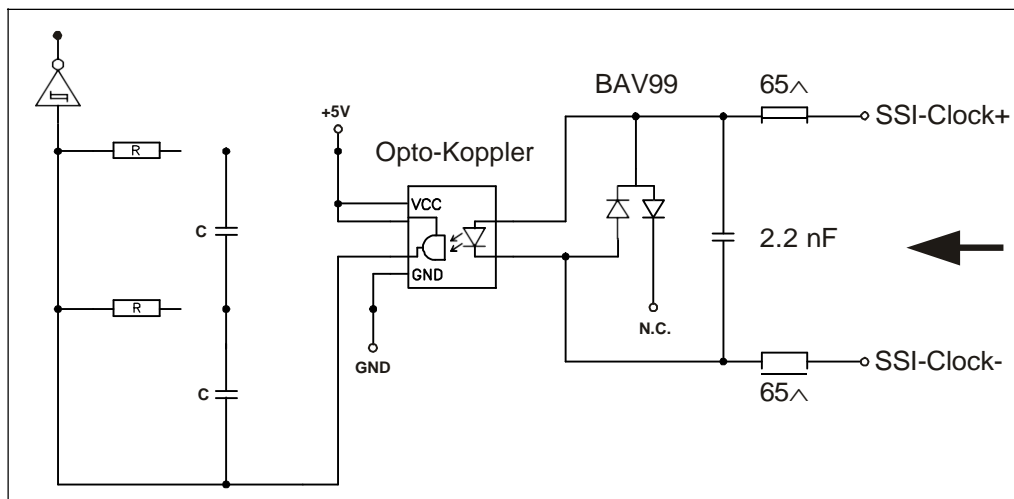 BAV99
65∧
SSI-Clock+
+5V
Opto-Koppler
R
VCC
C
2.2 nF
GND
R
N.C.
GND
SSI-Clock-
C
65∧